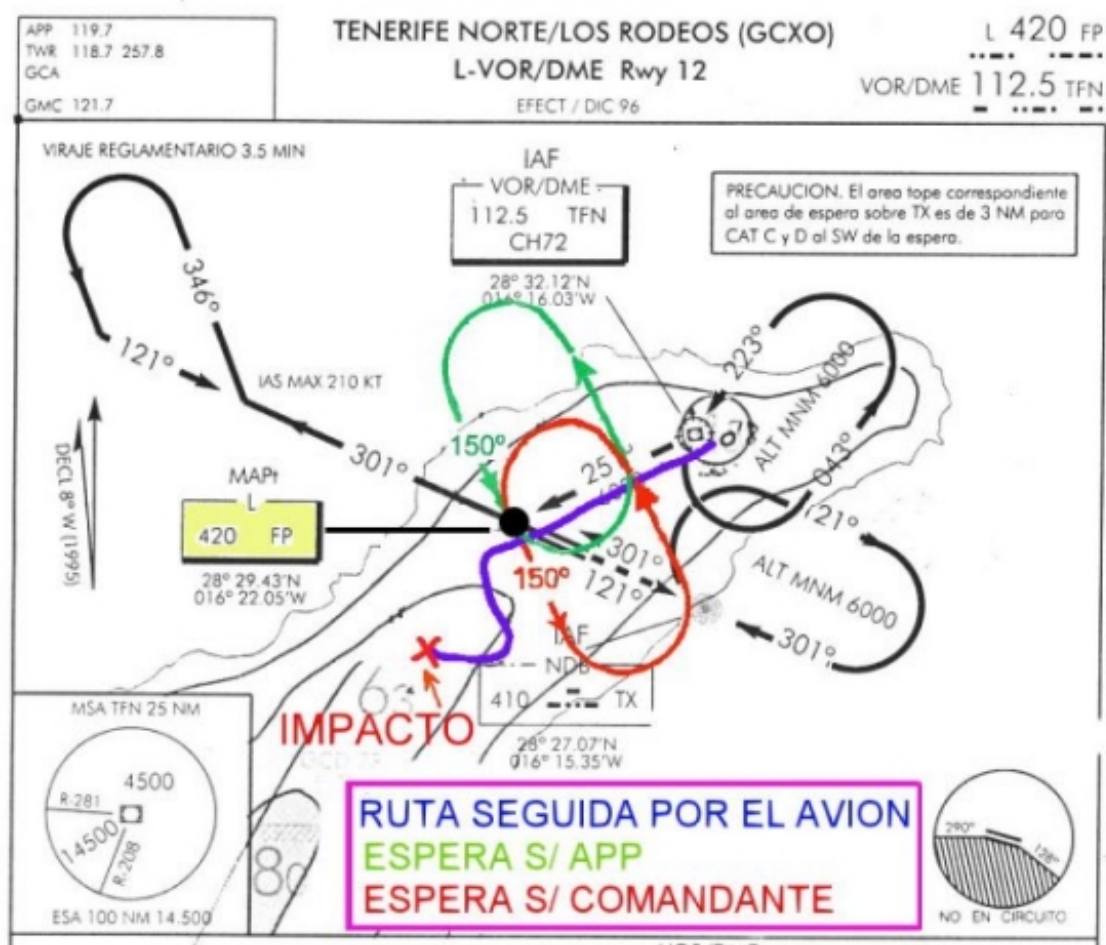 APP 119.7
TWR 118.7 257.8
GCA
GMC 121.7
TENERIFE NORTE/LOS RODEOS (GCXO)
L-VOR/DME Rwy 12
EFECT / DIC 96
L 420 FP
VOR/DME 112.5 TFN
VIRAJE REGLAMENTARIO 3.5 MIN
IAF
VOR/DME
112.5 TFN
CH72
28° 32.12'N
016° 16.03'W
PRECAUCION. El area tope correspondiente
al area de espera sobre TX es de 3 NM para
CAT C y D al SW de la espera.
346°
121°
IAS MAX 210 KT
301°
DECL 8° W (1995)
223°
ALT MNM 6000
043°
150°
25
MAPt
L
420 FP
28° 29.43'N
016° 22.05'W
301°
121°
150°
121°
ALT MNM 6000
301°
IAF
NDB
410 TX
28° 27.07'N
016° 15.35'W
63
IMPACTO
MSA TFN 25 NM
4500
R-281
14500
R-208
ESA 100 NM 14.500
80
RUTA SEGUIDA POR EL AVION
ESPERA S/ APP
ESPERA S/ COMANDANTE
290°
128°
NO EN CIRCUITO